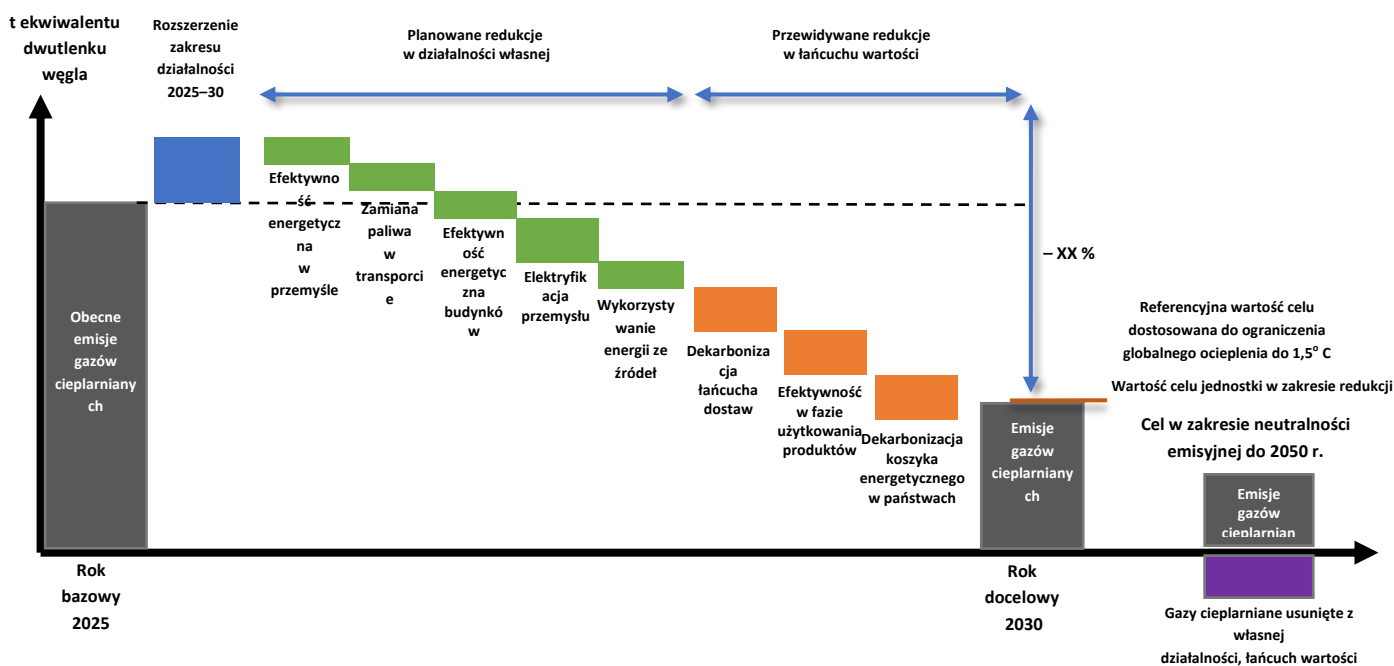 t ekwiwalentu
dwutlenku
węgla
Rozszerzenie
zakresu
działalności
2025–30
Planowane redukcje
w działalności własnej
Przewidywane redukcje
w łańcuchu wartości
Efektywno
ść
energetycz
na
w
przemyśle
Zamiana
paliwa
w
transporci
e
Efektywn
ość
energetyc
zna
budynkó
w
Elektryfik
acja
przemysłu
Wykorzysty
wanie
energii ze
źródeł
Dekarboniza
cja
łańcucha
dostaw
Efektywność
w fazie
użytkowania
produktów
Dekarbonizacja
koszyka
energetycznego
w państwach
– XX %
Obecne
emisje
gazów
cieplarniany
ch
Emisje
gazów
cieplarniany
ch
Referencyjna wartość celu
dostosowana do ograniczenia
globalnego ocieplenia do 1,5° C
Wartość celu jednostki w zakresie redukcji
Cel w zakresie neutralności
emisyjnej do 2050 r.
Emisje
gazów
cieplarnian
Rok
bazowy
2025
Rok
docelowy
2030
Gazy cieplarniane usunięte z
własnej
działalności, łańcuch wartości